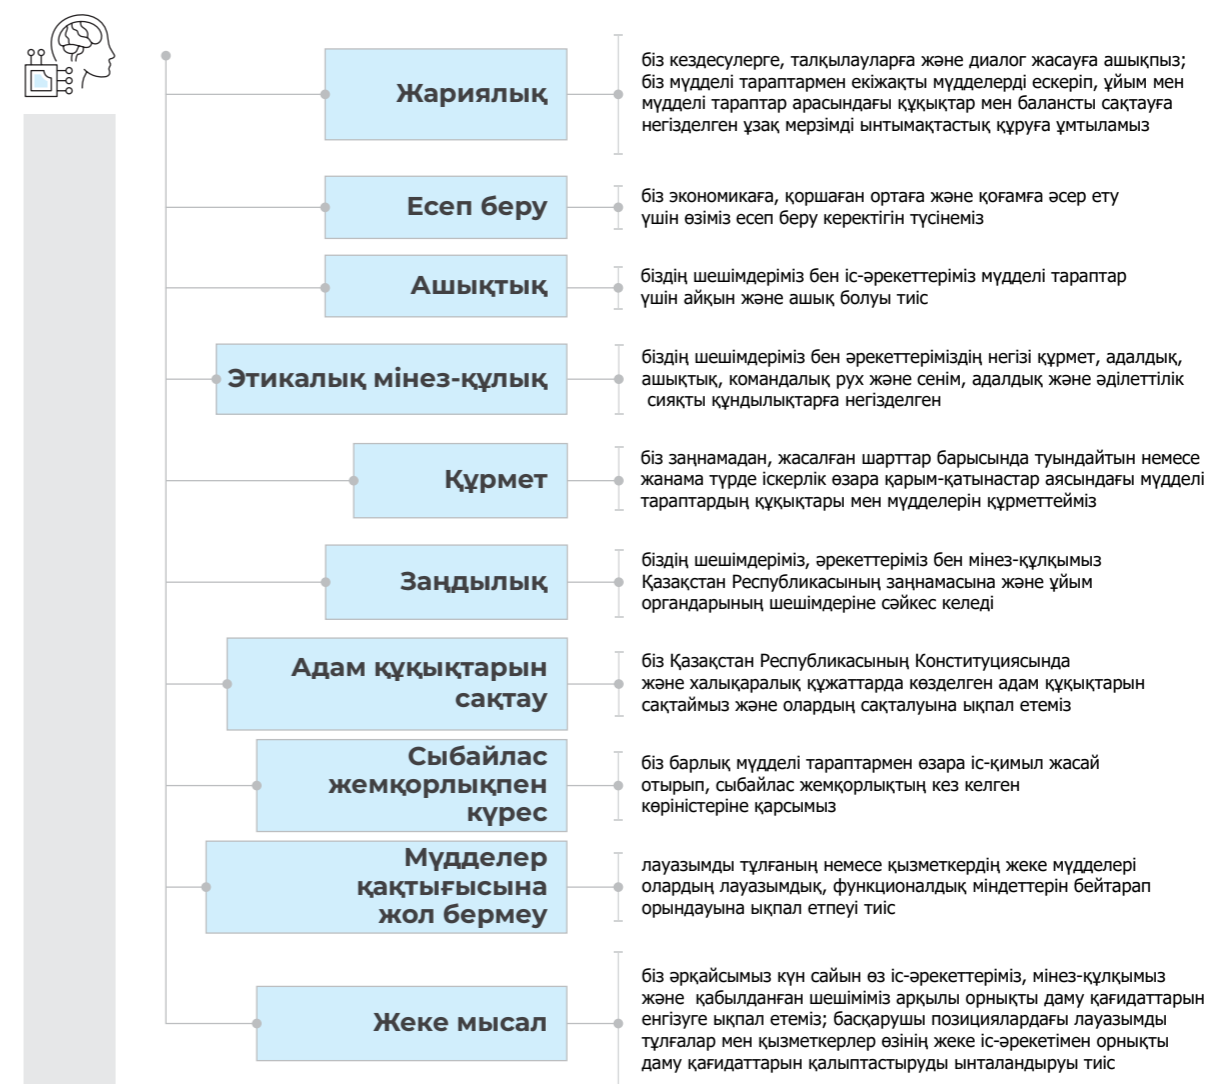 Жариялық
біз кездесулерге, талқылауларға және диалог жасауға ашықпыз;
біз мүдделі тараптармен екіжақты мүдделерді ескеріп, ұйым мен
мүдделі тараптар арасындағы құқықтар мен балансты сақтауға
негізделген ұзақ мерзімді ынтымақтастық құруға ұмтыламыз
Есеп беру
біз экономикаға, қоршаған ортаға және қоғамға әсер ету
үшін өзіміз есеп беру керектігін түсінеміз
Ашықтық
біздің шешімдеріміз бен іс-әрекеттеріміз мүдделі тараптар
үшін айқын және ашық болуы тиіс
Этикалық мінез-құлық
біздің шешімдеріміз бен әрекеттеріміздің негізі құрмет, адалдық,
ашықтық, командалық рух және сенім, адалдық және әділеттілік
сияқты құндылықтарға негізделген
Құрмет
біз заңнамадан, жасалған шарттар барысында туындайтын немесе
жанама түрде іскерлік өзара қарым-қатынастар аясындағы мүдделі
тараптардың құқықтары мен мүдделерін құрметтейміз
Заңдылық
біздің шешімдеріміз, әрекеттеріміз бен мінез-құлқымыз
Қазақстан Республикасының заңнамасына және ұйым
органдарының шешімдеріне сәйкес келеді
Адам құқықтарын
сақтау
біз Қазақстан Республикасының Конституциясында
және халықаралық құжаттарда көзделген адам құқықтарын
сақтаймыз және олардың сақталуына ықпал етеміз
Сыбайлас
жемқорлықпен
күрес
біз барлық мүдделі тараптармен өзара іс-қимыл жасай
отырып, сыбайлас жемқорлықтың кез келген
көріністеріне қарсымыз
Мүдделер
қақтығысына
жол бермеу
лауазымды тұлғаның немесе қызметкердің жеке мүдделері
олардың лауазымдық, функционалдық міндеттерін бейтарап
орындауына ықпал етпеуі тиіс
Жеке мысал
біз әрқайсымыз күн сайын өз іс-әрекеттеріміз, мінез-құлқымыз
және қабылданған шешіміміз арқылы орнықты даму қағидаттарын
енгізуге ықпал етеміз; басқарушы позициялардағы лауазымды
тұлғалар мен қызметкерлер өзінің жеке іс-әрекетімен орнықты
даму қағидаттарын қалыптастыруды ынталандыруы тиіс